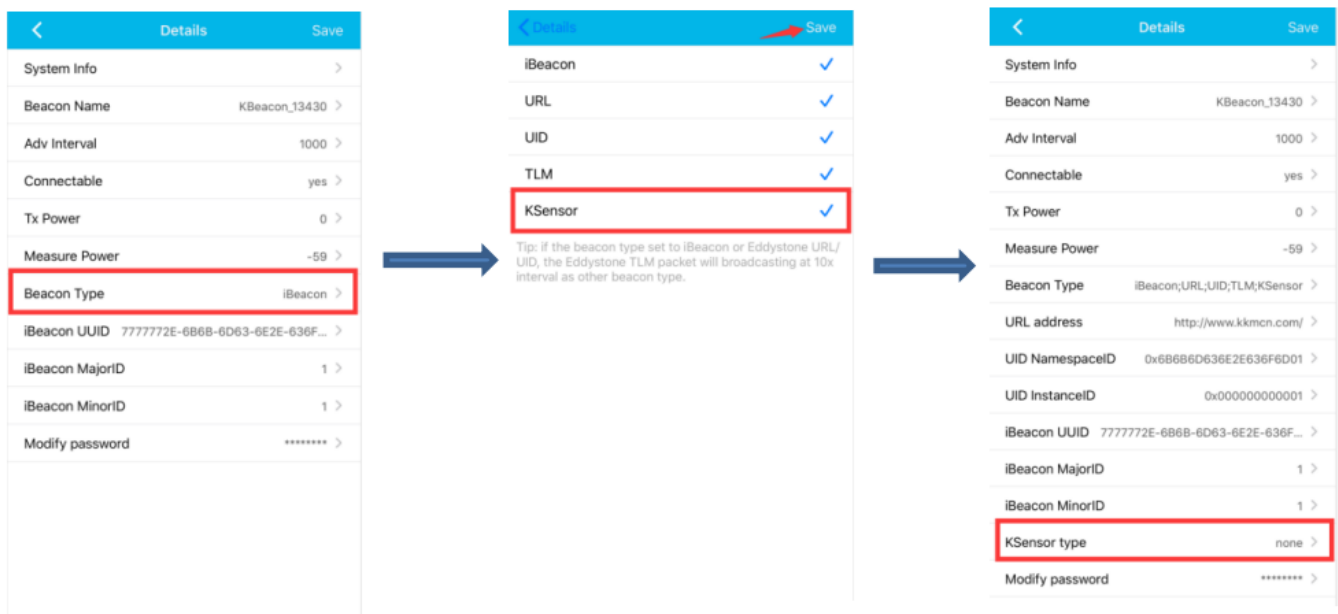 Details
Save
System Info
Beacon Name KBeacon_13430
Adv Interval 1000
Connectable yes
Tx Power 0
Measure Power -59
Beacon Type iBeacon
iBeacon UUID 7777772E-6B6B-6D63-6E2E-636F...
iBeacon MajorID 1
iBeacon MinorID 1
Modify password ********
Details
Save
iBeacon
URL
UID
TLM
KSensor
Tip: if the beacon type set to iBeacon or Eddystone URL/
UID, the Eddystone TLM packet will broadcasting at 10x
interval as other beacon type.
Details
Save
System Info
Beacon Name KBeacon_13430
Adv Interval 1000
Connectable yes
Tx Power 0
Measure Power -59
Beacon Type iBeacon;URL;UID;TLM;KSensor
URL address http://www.kkmcn.com/
UID NamespaceID 0x6B6B6D636E2E636F6D01
UID InstanceID 0x000000000001
iBeacon UUID 7777772E-6B6B-6D63-6E2E-636F...
iBeacon MajorID 1
iBeacon MinorID 1
KSensor type none
Modify password ********